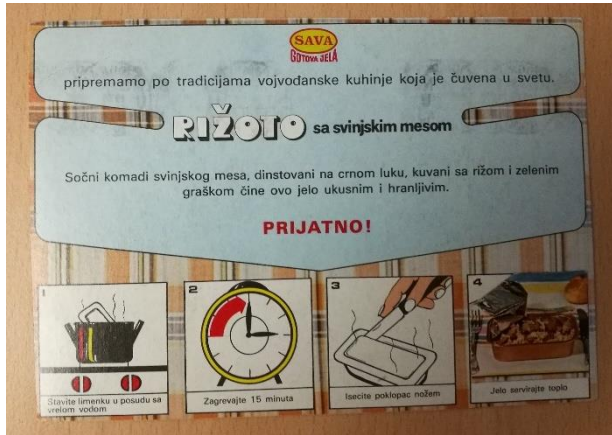 SAVA
GOTOVA JELA
pripremamo po tradicijama vojvođanske kuhinje koja je čuvena u svetu.
RIŽOTO sa svinjskim mesom
Sočni komadi svinjskog mesa, dinstovani na crnom luku, kuvani sa rižom i zelenim
graškom čine ovo jelo ukusnim i hranljivim.
PRIJATNO!
1
Stavite limenku u posudu sa
vrelom vodom
2
Zagrevajte 15 minuta
3
Isecite poklopac nožem
4
Jelo servirajte toplo